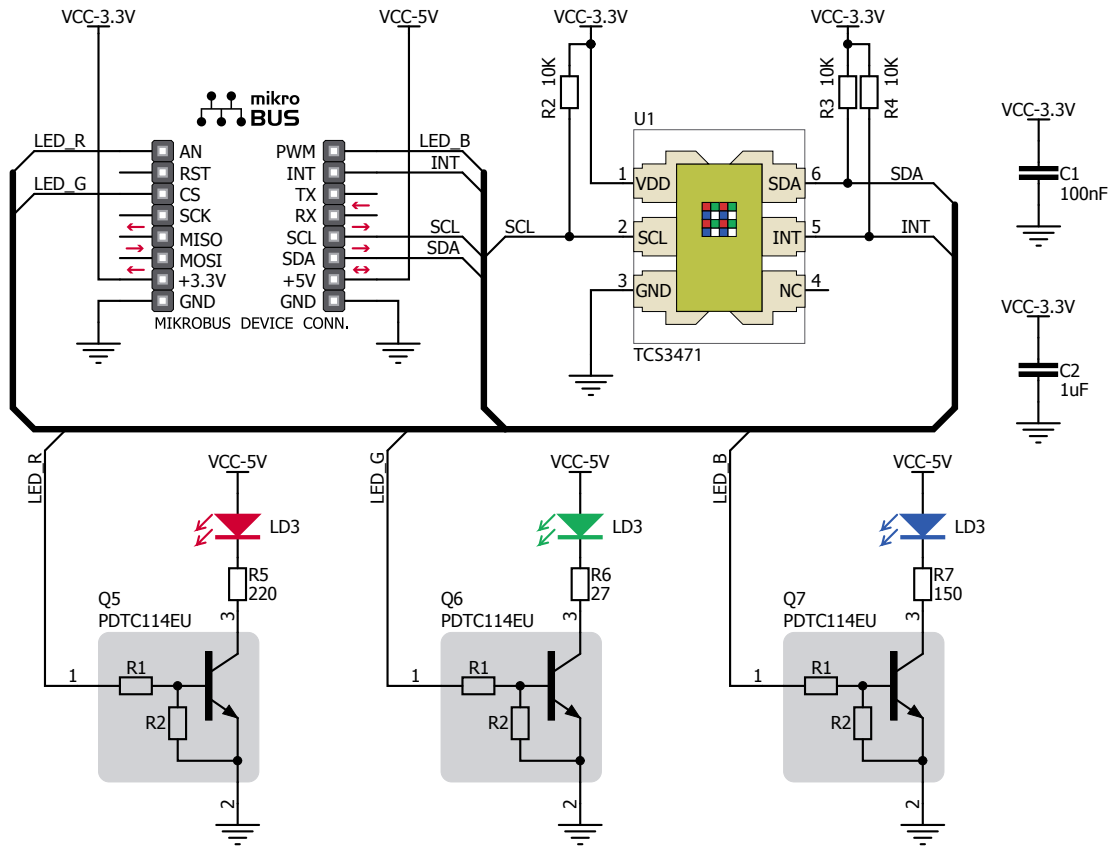 VCC-3.3V
VCC-5V
VCC-3.3V
VCC-3.3V
mikro
BUS
LED_R
LED_G
AN
RST
CS
SCK
MISO
MOSI
+3.3V
GND
PWM
INT
TX
RX
SCL
SDA
+5V
GND
LED_B
INT
SCL
SDA
MIKROBUS DEVICE CONN.
R2 10K
R3 10K
R4 10K
SCL
U1
1 VDD
2 SCL
3 GND
SDA 6
INT 5
NC 4
TCS3471
SDA
INT
VCC-3.3V
C1
100nF
VCC-3.3V
C2
1uF
LED_R
VCC-5V
LD3
R5
220
Q5
PDTC114EU
3
1
R1
R2
2
LED_G
VCC-5V
LD3
R6
27
Q6
PDTC114EU
3
1
R1
R2
2
LED_B
VCC-5V
LD3
R7
150
Q7
PDTC114EU
3
1
R1
R2
2